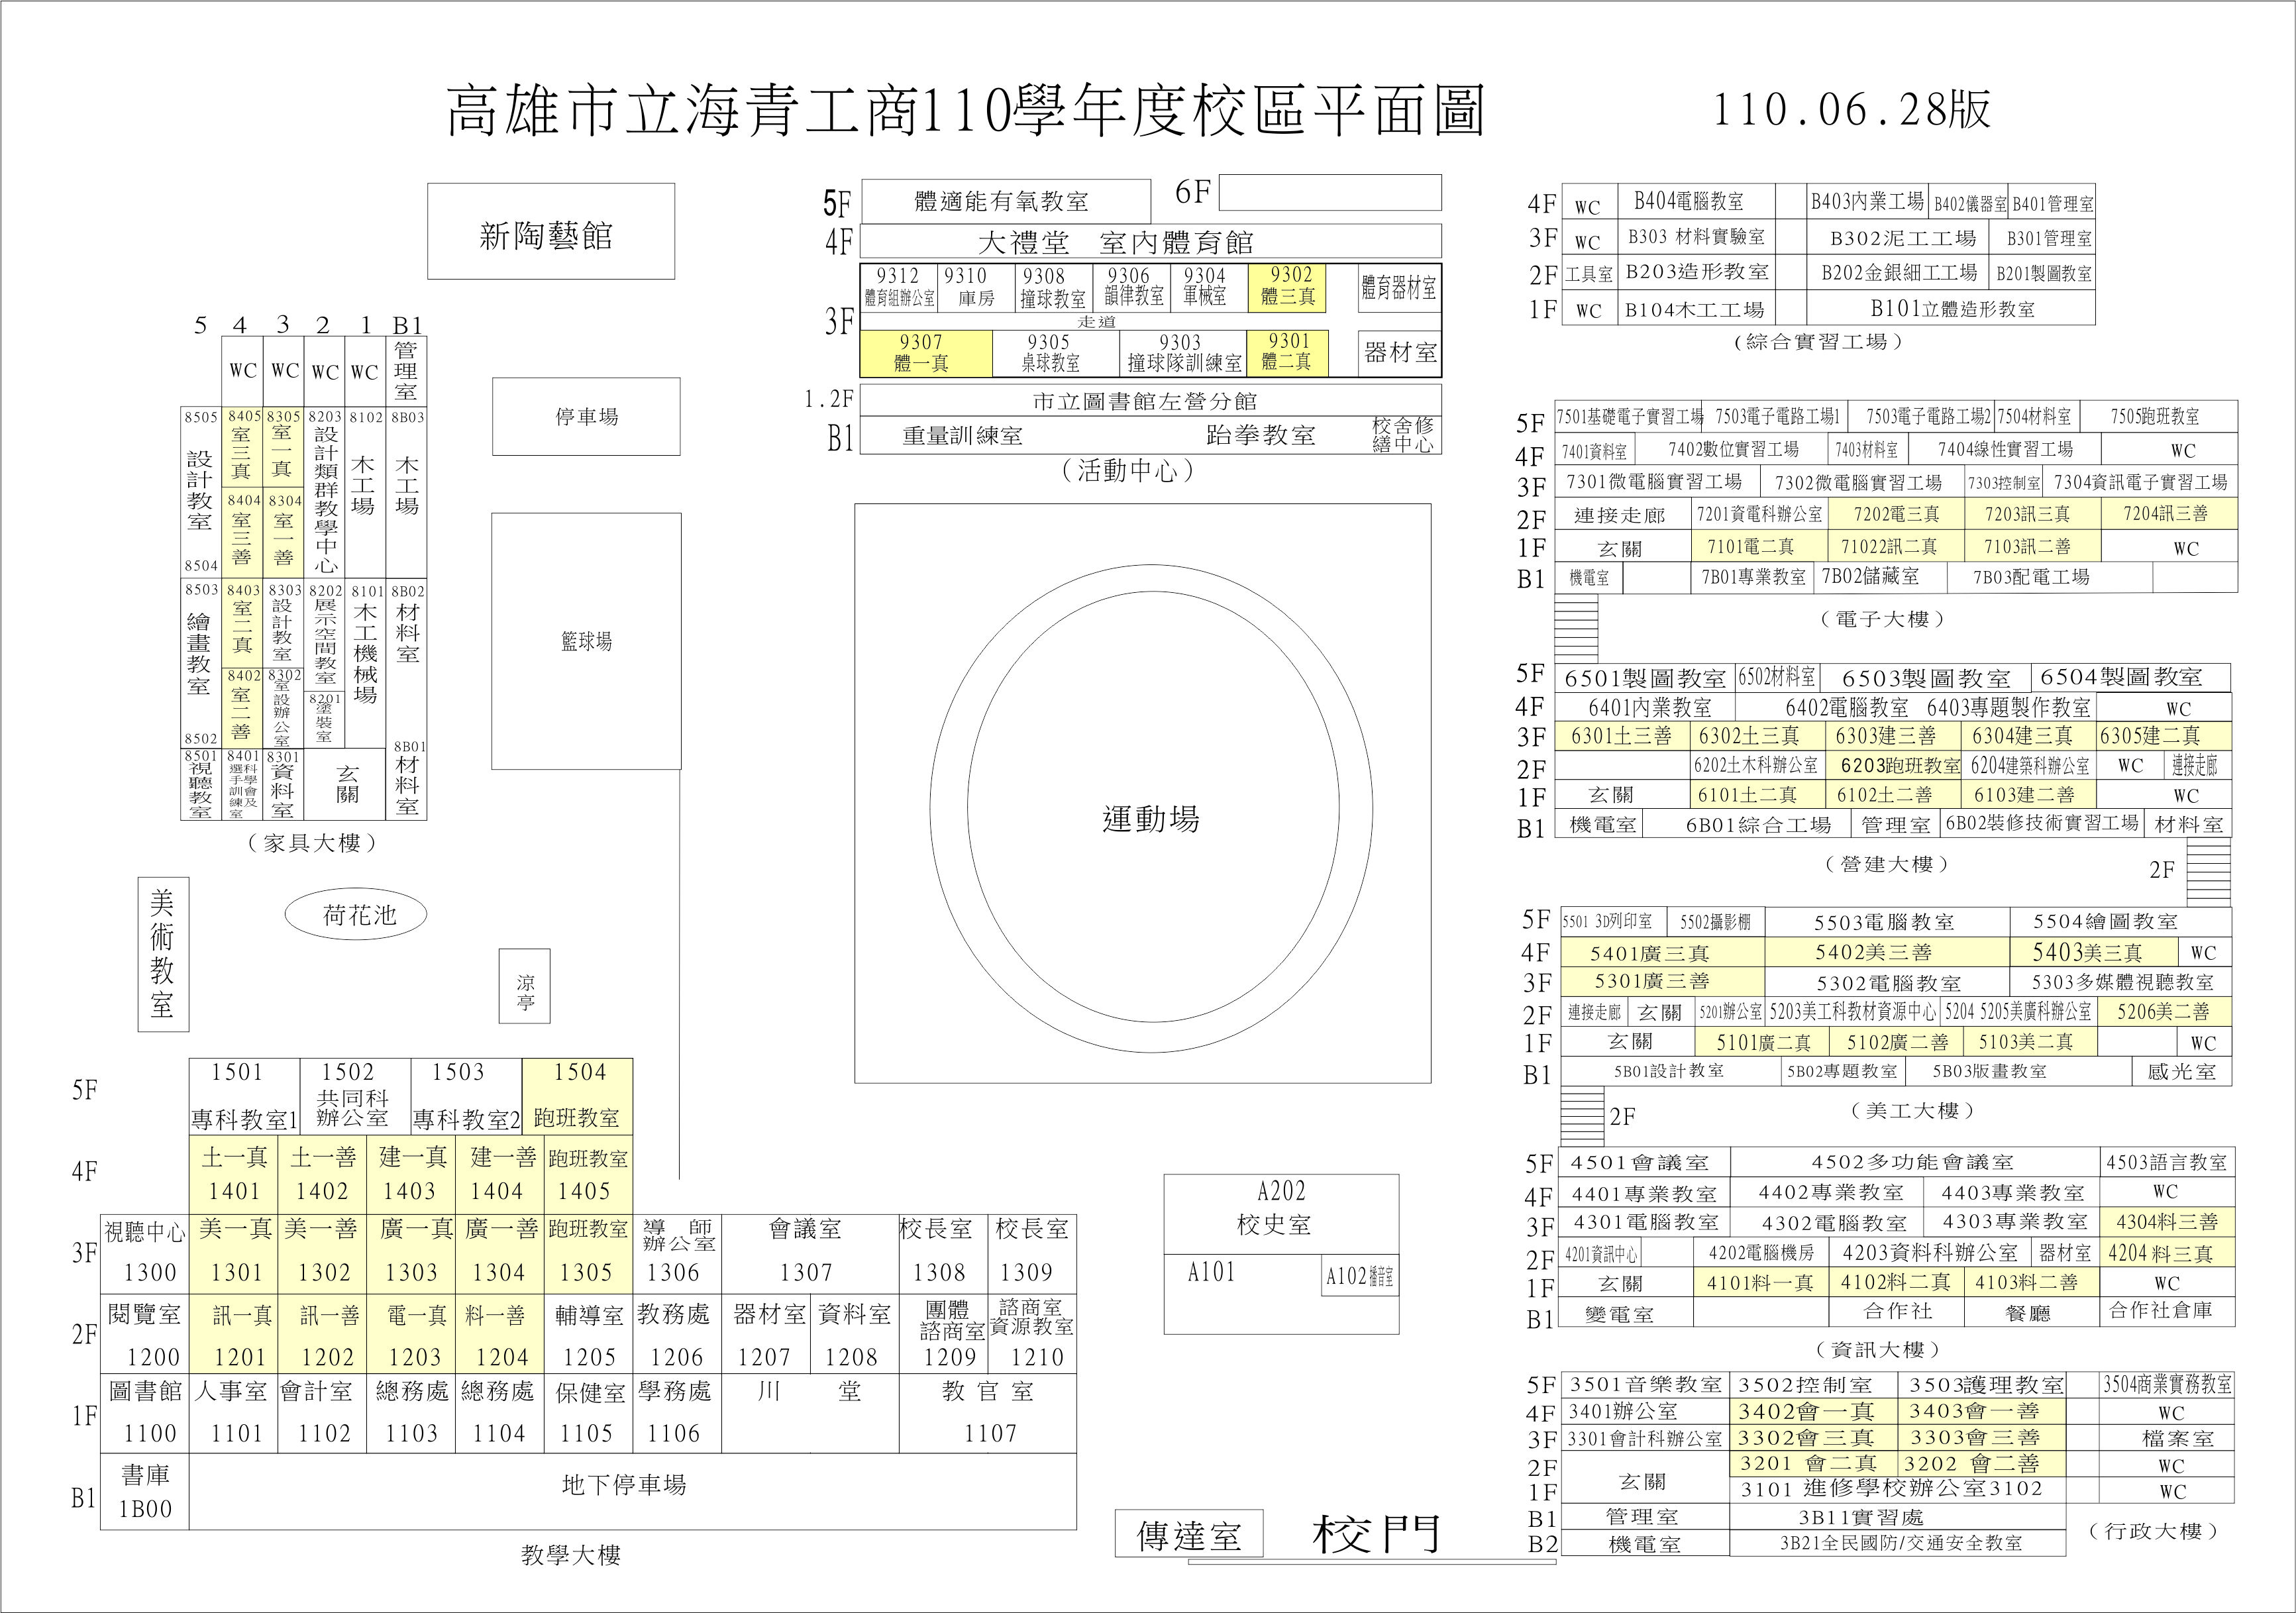 高雄市立海青工商110學年度校區平面圖
110.06.28版
新陶藝館
5F 體適能有氧教室 6F
4F 大禮堂 室內體育館
3F
9312 9310 9308 9306 9304 9302
體育組辦公室 庫房 撞球教室 韻律教室 軍械室 體三真 體育器材室
走道
9307 9305 9303 9301
體一真 桌球教室 撞球隊訓練室 體二真 器材室
1.2F 市立圖書館左營分館
B1 重量訓練室 跆拳教室 校舍修繕中心
(活動中心)
4F WC B404電腦教室 B403內業工場 B402儀器室 B401管理室
3F WC B303 材料實驗室 B302泥工工場 B301管理室
2F 工具室 B203造形教室 B202金銀細工工場 B201製圖教室
1F WC B104木工工場 B101立體造形教室
(綜合實習工場)
5 4 3 2 1 B1
WC WC WC WC 管理室
8505 8405 8305 8203 8102 8B03
設計教室 室三真 室一真 設計類群教學中心 木工場 木工場
8404 8304
室三善 室一善
8504
8503 8403 8303 8202 8101 8B02
繪畫教室 室二真 設計教室 展示空間教室 木工機械場 材料室
8402 8302 8201
室二善 室設辦公室 塗裝室
8502
8501 8401 8301 8B01
視聽教室 科學會及選手訓練室 資料室 玄關 材料室
(家具大樓)
停車場
籃球場
運動場
美術教室
荷花池
涼亭
5F 7501基礎電子實習工場 7503電子電路工場1 7503電子電路工場2 7504材料室 7505跑班教室
4F 7401資料室 7402數位實習工場 7403材料室 7404線性實習工場 WC
3F 7301微電腦實習工場 7302微電腦實習工場 7303控制室 7304資訊電子實習工場
2F 連接走廊 7201資電科辦公室 7202電三真 7203訊三真 7204訊三善
1F 玄關 7101電二真 71022訊二真 7103訊二善 WC
B1 機電室 7B01專業教室 7B02儲藏室 7B03配電工場
(電子大樓)
5F 6501製圖教室 6502材料室 6503製圖教室 6504製圖教室
4F 6401內業教室 6402電腦教室 6403專題製作教室 WC
3F 6301土三善 6302土三真 6303建三善 6304建三真 6305建二真
2F 6202土木科辦公室 6203跑班教室 6204建築科辦公室 WC 連接走廊
1F 玄關 6101土二真 6102土二善 6103建二善 WC
B1 機電室 6B01綜合工場 管理室 6B02裝修技術實習工場 材料室
(營建大樓)
2F
5F 5501 3D列印室 5502攝影棚 5503電腦教室 5504繪圖教室
4F 5401廣三真 5402美三善 5403美三真 WC
3F 5301廣三善 5302電腦教室 5303多媒體視聽教室
2F 連接走廊 玄關 5201辦公室 5203美工科教材資源中心 5204 5205美廣科辦公室 5206美二善
1F 玄關 5101廣二真 5102廣二善 5103美二真 WC
B1 5B01設計教室 5B02專題教室 5B03版畫教室 感光室
(美工大樓)
2F
5F 4501會議室 4502多功能會議室 4503語言教室
4F 4401專業教室 4402專業教室 4403專業教室 WC
3F 4301電腦教室 4302電腦教室 4303專業教室 4304料三善
2F 4201資訊中心 4202電腦機房 4203資料科辦公室 器材室 4204料三真
1F 玄關 4101料一真 4102料二真 4103料二善 WC
B1 變電室 合作社 餐廳 合作社倉庫
(資訊大樓)
5F 3501音樂教室 3502控制室 3503護理教室 3504商業實務教室
4F 3401辦公室 3402會一真 3403會一善 WC
3F 3301會計科辦公室 3302會三真 3303會三善 檔案室
2F 玄關 3201 會二真 3202 會二善 WC
1F 3101 進修學校辦公室3102 WC
B1 管理室 3B11實習處
B2 機電室 3B21全民國防/交通安全教室
(行政大樓)
5F
1501 1502 1503 1504
專科教室1 共同科辦公室 專科教室2 跑班教室
4F
土一真 土一善 建一真 建一善 跑班教室
1401 1402 1403 1404 1405
3F
視聽中心 美一真 美一善 廣一真 廣一善 跑班教室 導師辦公室 會議室 校長室 校長室
1300 1301 1302 1303 1304 1305 1306 1307 1308 1309
2F
閱覽室 訊一真 訊一善 電一真 料一善 輔導室 教務處 器材室 資料室 團體諮商室 諮商室資源教室
1200 1201 1202 1203 1204 1205 1206 1207 1208 1209 1210
1F
圖書館 人事室 會計室 總務處 總務處 保健室 學務處 川堂 教官室
1100 1101 1102 1103 1104 1105 1106 1107
B1
書庫 地下停車場
1B00
教學大樓
A202
校史室
A101 A102播音室
傳達室
校門